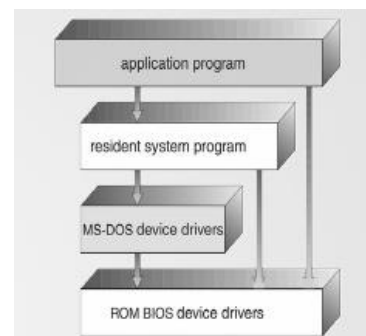 application program
resident system program
MS-DOS device drivers
ROM BIOS device drivers